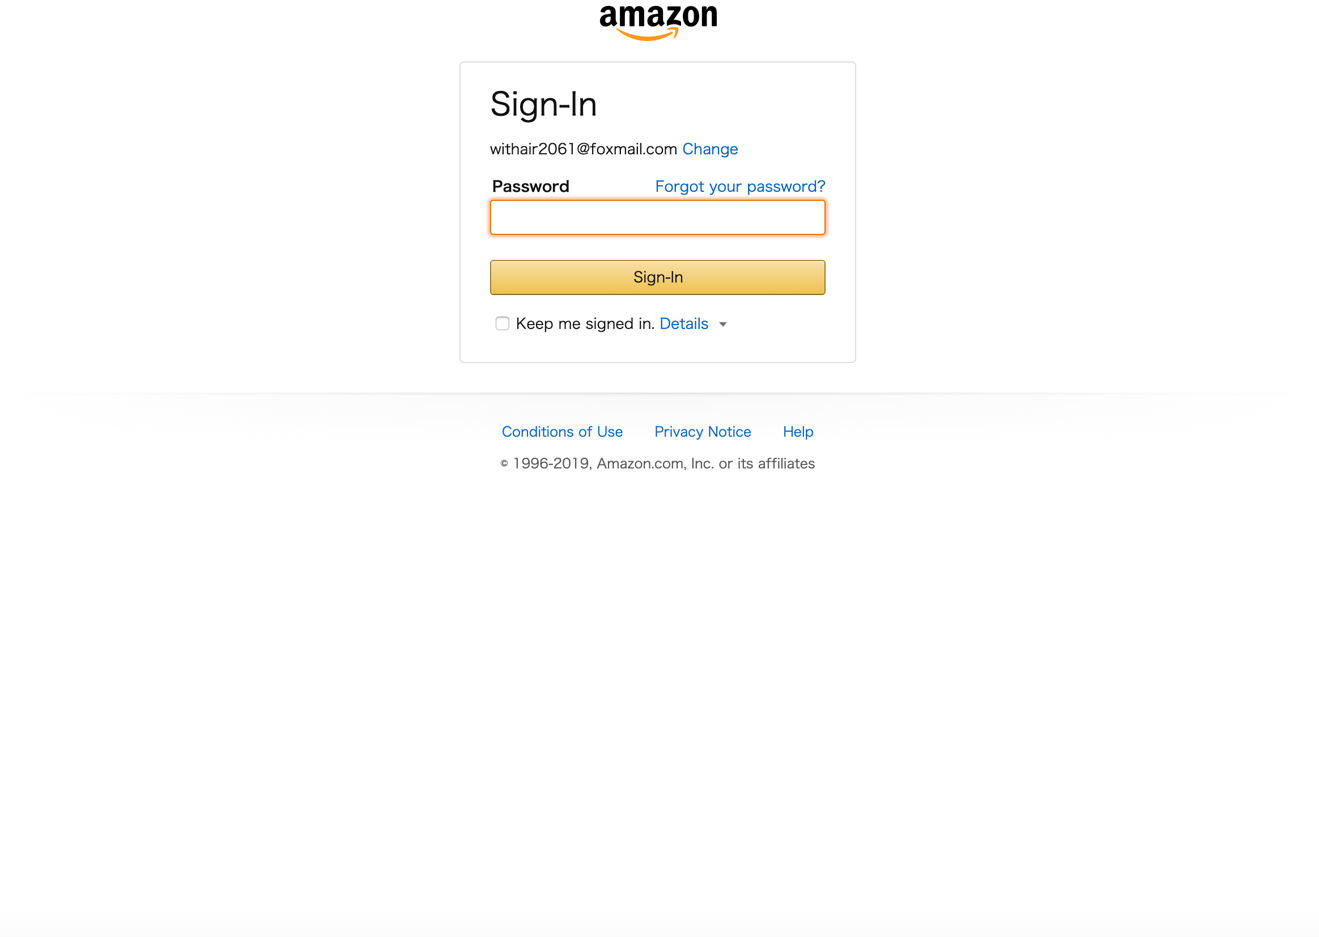 amazon
Sign-In
withair2061@foxmail.com Change
Password Forgot your password?
Sign-In
Keep me signed in. Details
Conditions of Use Privacy Notice Help
© 1996-2019, Amazon.com, Inc. or its affiliates